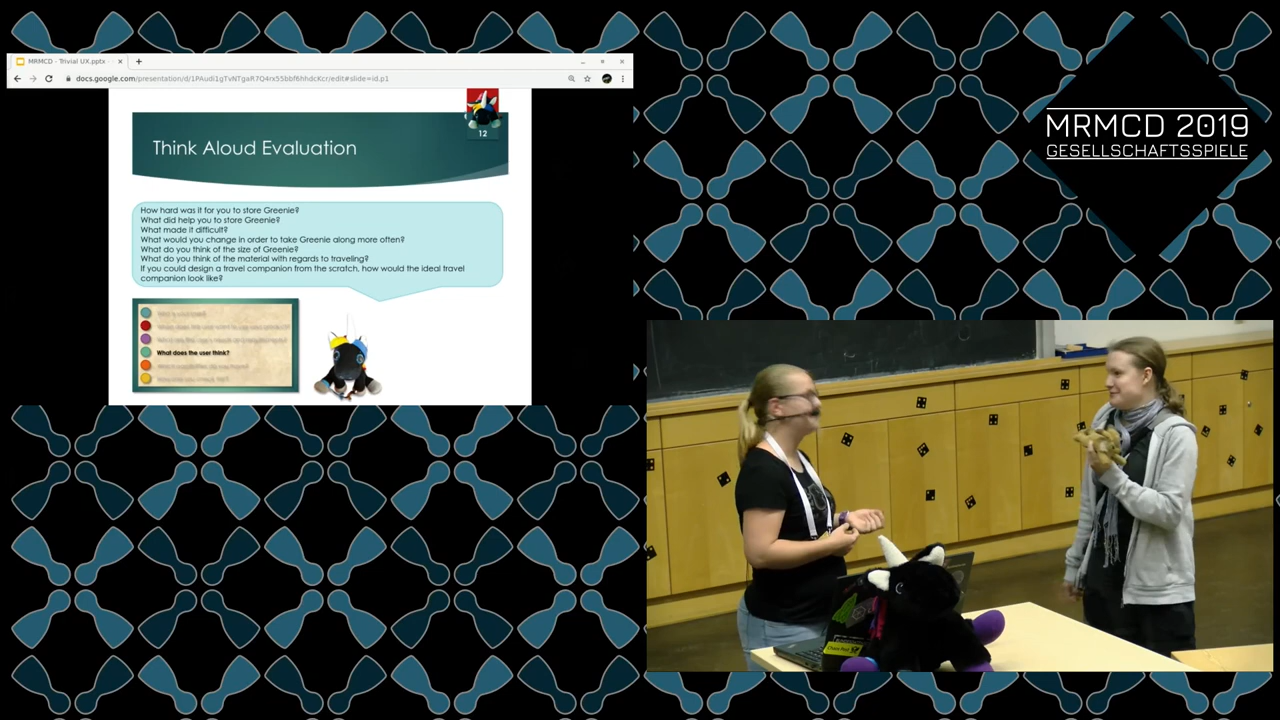 MRMCD - Trivial UX.pptx
docs.google.com/presentation/d/1PAudi1gTvNTgaR7Q4rx55bbf6hhdcKcr/edit#slide=id.p1
12
Think Aloud Evaluation
How hard was it for you to store Greenie?
What did help you to store Greenie?
What made it difficult?
What would you change in order to take Greenie along more often?
What do you think of the size of Greenie?
What do you think of the material with regards to traveling?
If you could design a travel companion from the scratch, how would the ideal travel
companion look like?
What does the user think?
MRMCD 2019
GESELLSCHAFTSSPIELE